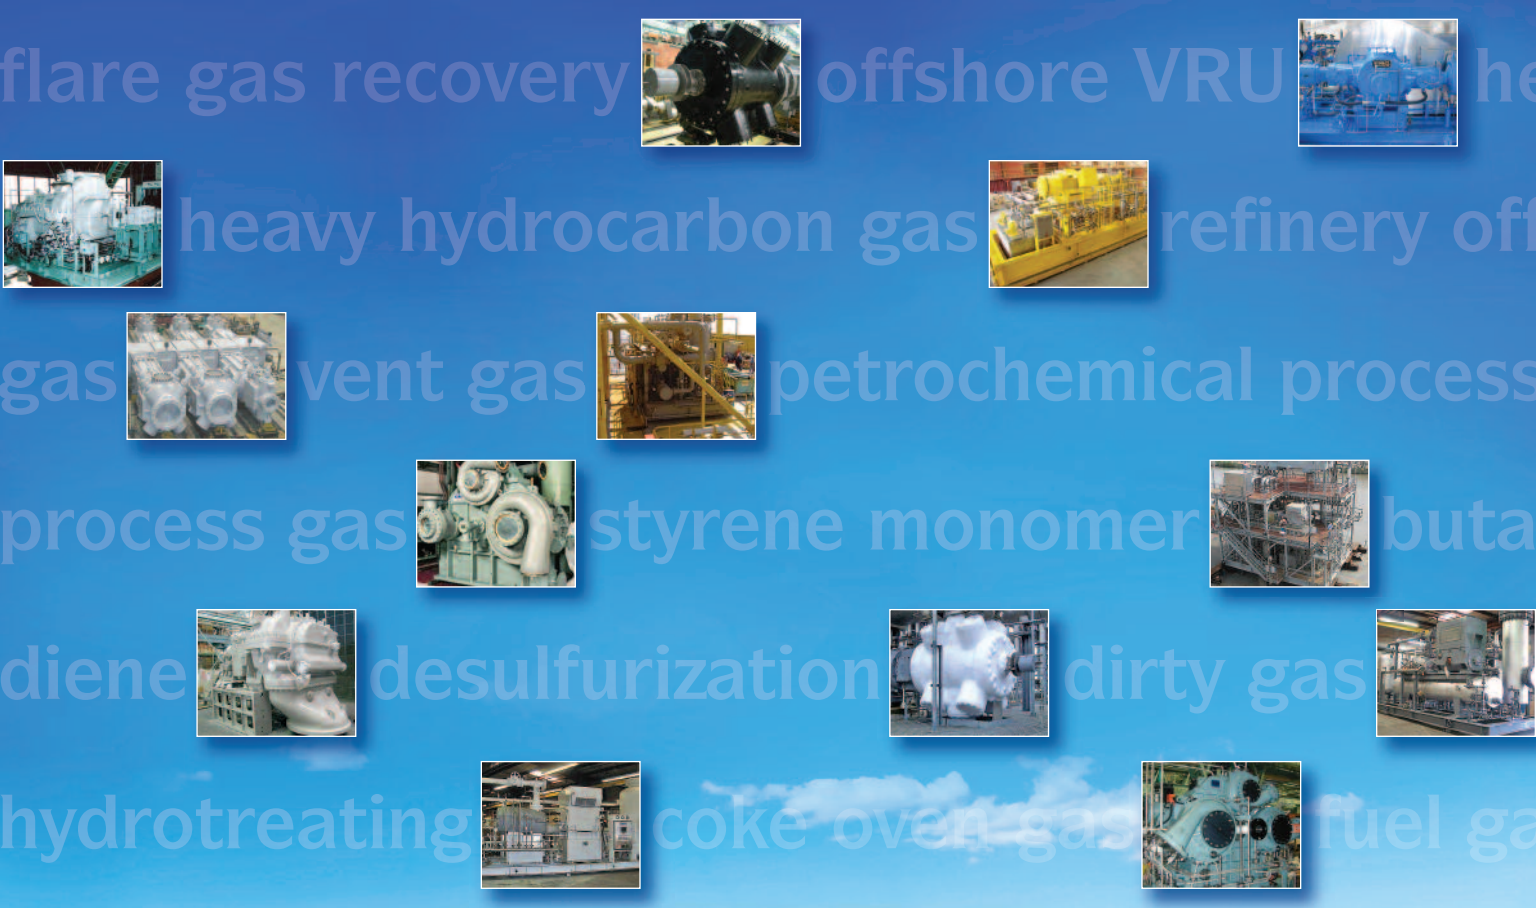 flare gas recovery offshore VRU he
heavy hydrocarbon gas refinery off
gas vent gas petrochemical process
process gas styrene monomer buta
diene desulfurization dirty gas
hydrotreating coke oven gas fuel ga